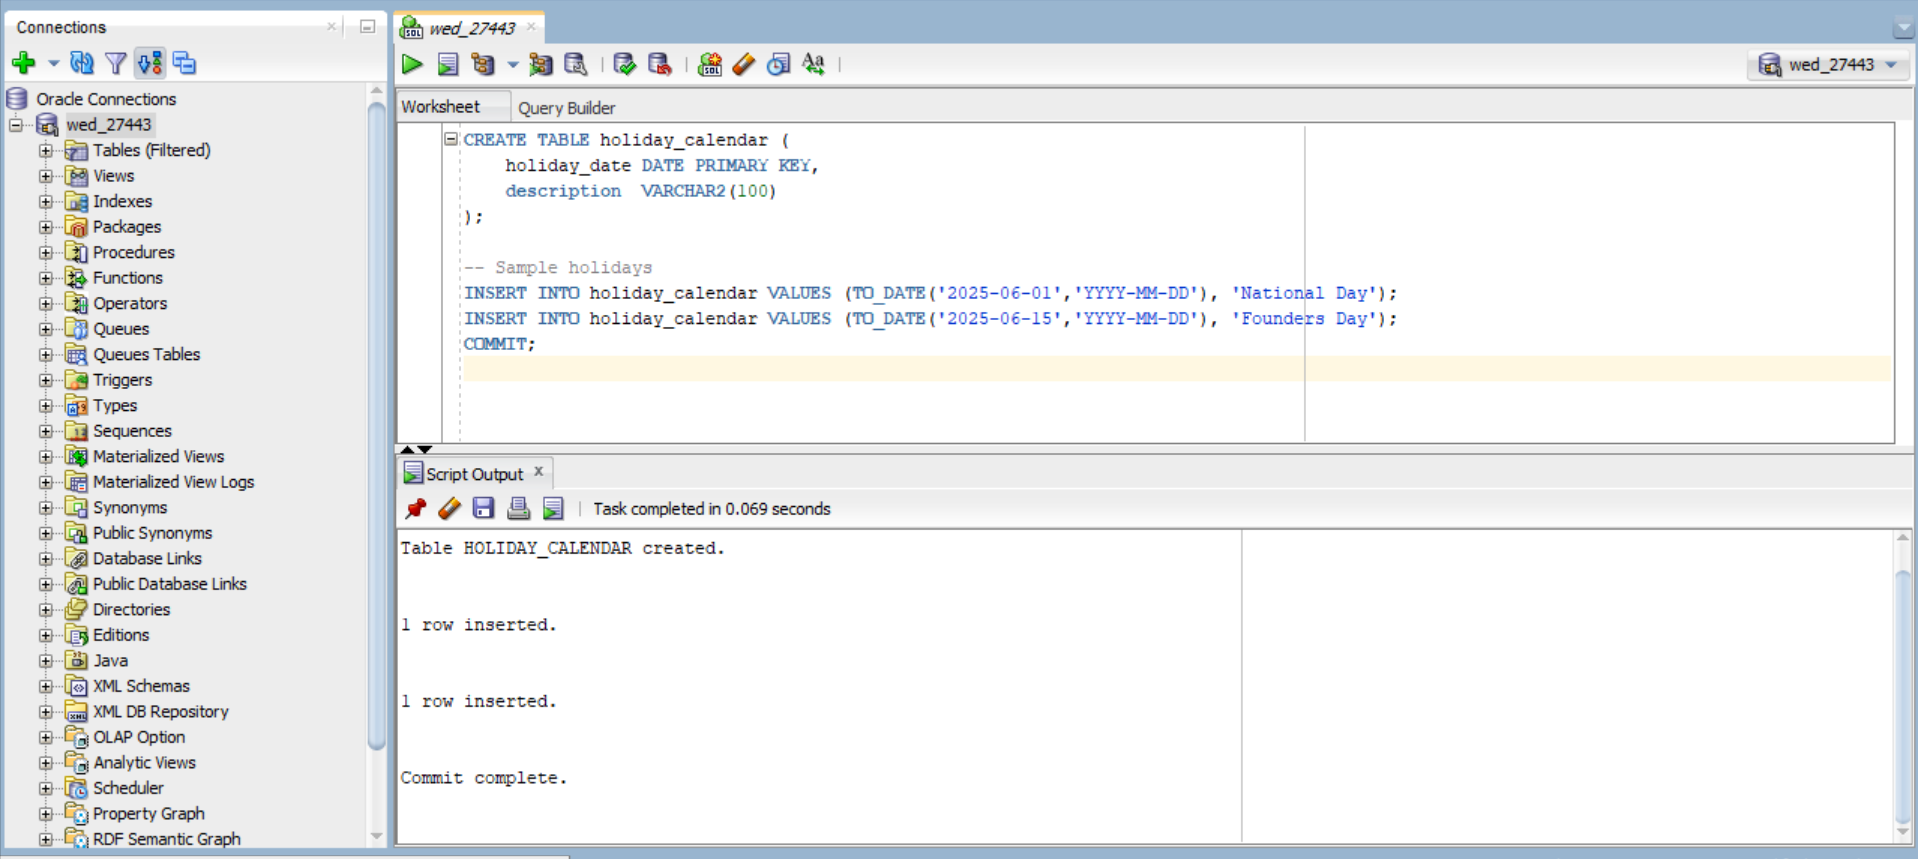 Connections
Oracle Connections
wed_27443
Tables (Filtered)
Views
Indexes
Packages
Procedures
Functions
Operators
Queues
Queues Tables
Triggers
Types
Sequences
Materialized Views
Materialized View Logs
Synonyms
Public Synonyms
Database Links
Public Database Links
Directories
Editions
Java
XML Schemas
XML DB Repository
OLAP Option
Analytic Views
Scheduler
Property Graph
RDF Semantic Graph
wed_27443
wed_27443
Worksheet Query Builder
CREATE TABLE holiday_calendar (
    holiday_date DATE PRIMARY KEY,
    description  VARCHAR2(100)
);
-- Sample holidays
INSERT INTO holiday_calendar VALUES (TO_DATE('2025-06-01','YYYY-MM-DD'), 'National Day');
INSERT INTO holiday_calendar VALUES (TO_DATE('2025-06-15','YYYY-MM-DD'), 'Founders Day');
COMMIT;
Script Output x
Task completed in 0.069 seconds
Table HOLIDAY_CALENDAR created.
1 row inserted.
1 row inserted.
Commit complete.